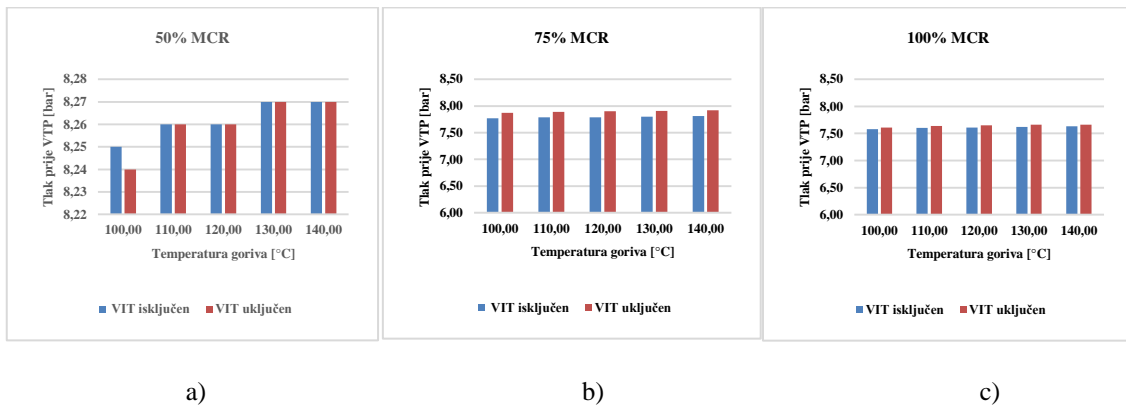 50% MCR
Tlak prije VTP [bar]
8,28
8,27
8,26
8,25
8,24
8,23
8,22
100,00 110,00 120,00 130,00 140,00
Temperatura goriva [°C]
VIT isključen VIT uključen
a)
75% MCR
Tlak prije VTP [bar]
8,50
8,00
7,50
7,00
6,50
6,00
100,00 110,00 120,00 130,00 140,00
Temperatura goriva [°C]
VIT isključen VIT uključen
b)
100% MCR
Tlak prije VTP [bar]
8,50
8,00
7,50
7,00
6,50
6,00
100,00 110,00 120,00 130,00 140,00
Temperatura goriva [°C]
VIT isključen VIT uključen
c)